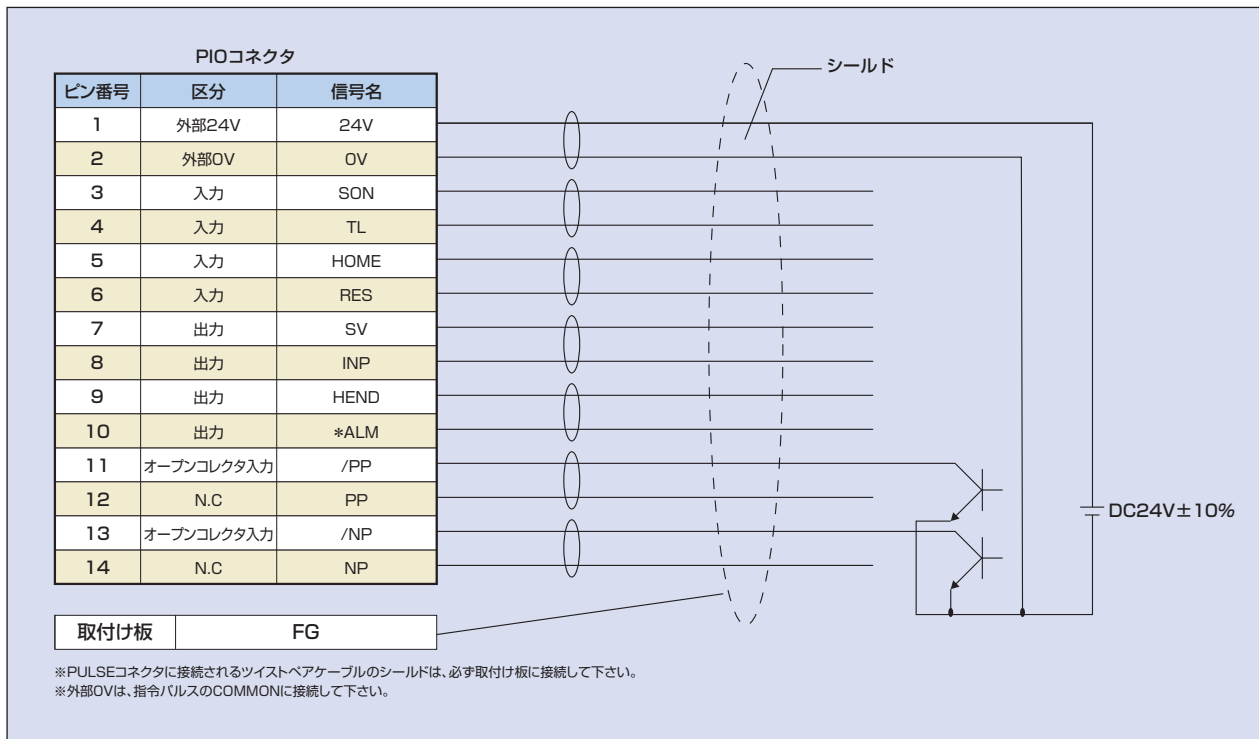 PIOコネクタ
シールド
ピン番号 区分 信号名
1 外部24V 24V
2 外部0V 0V
3 入力 SON
4 入力 TL
5 入力 HOME
6 入力 RES
7 出力 SV
8 出力 INP
9 出力 HEND
10 出力 *ALM
11 オープンコレクタ入力 /PP
12 N.C PP
13 オープンコレクタ入力 /NP
14 N.C NP
DC24V±10%
取付け板 FG
※PULSEコネクタに接続されるツイストペアケーブルのシールドは、必ず取付け板に接続して下さい。
※外部0Vは、指令パルスのCOMMONに接続して下さい。